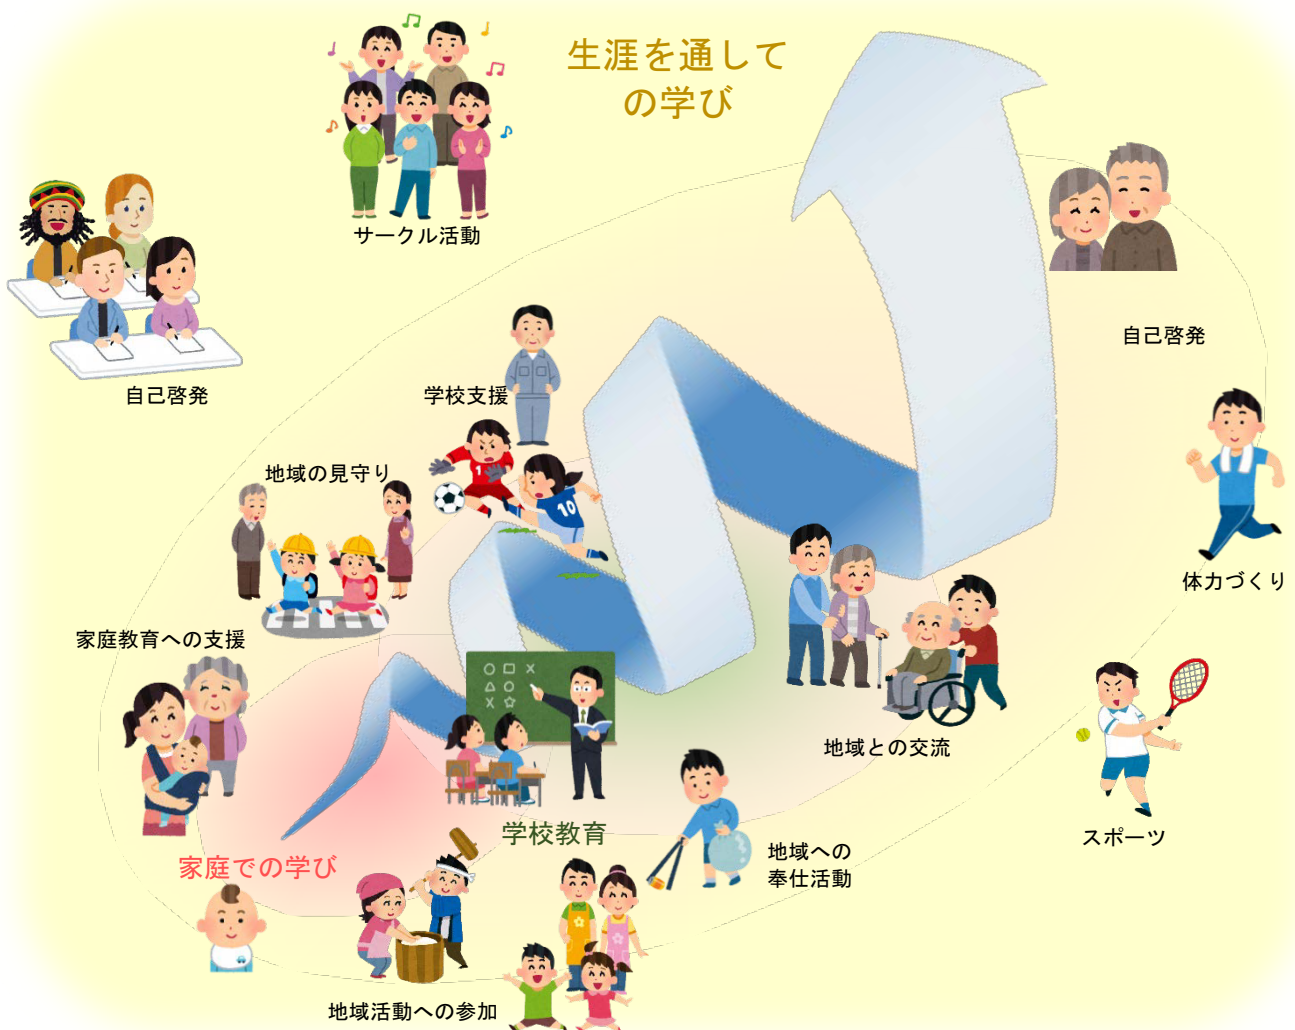 生涯を通して
の学び
サークル活動
自己啓発
自己啓発
学校支援
地域の見守り
1
10
体力づくり
家庭教育への支援
○□×
△○
×☆
地域との交流
スポーツ
学校教育
地域への
奉仕活動
家庭での学び
地域活動への参加